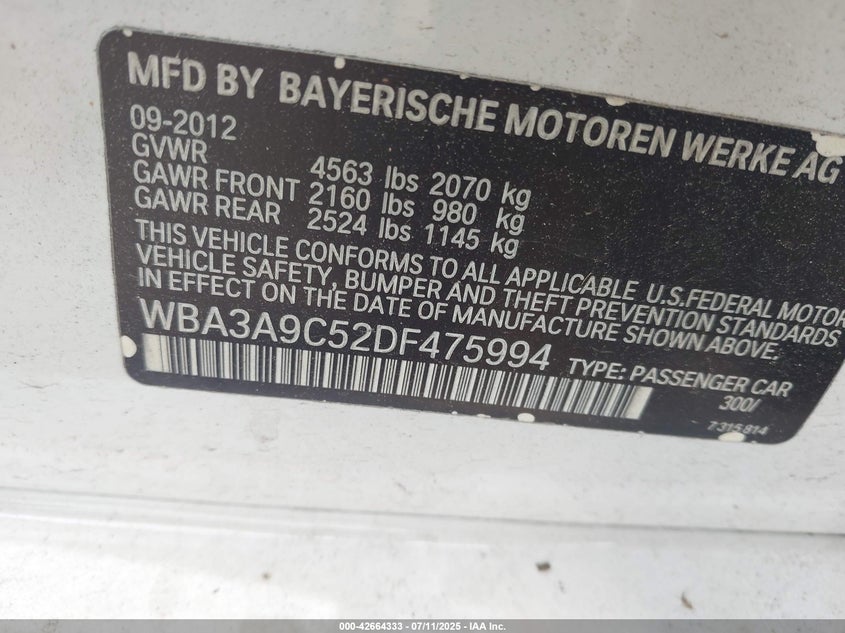 MFD BY BAYERISCHE MOTOREN WERKE AG
09-2012
GVWR 4563 lbs 2070 kg
GAWR FRONT 2160 lbs 980 kg
GAWR REAR 2524 lbs 1145 kg
THIS VEHICLE CONFORMS TO ALL APPLICABLE U.S.FEDERAL MOTOR
VEHICLE SAFETY, BUMPER AND THEFT PREVENTION STANDARDS
IN EFFECT ON THE DATE OF MANUFACTURE SHOWN ABOVE.
WBA3A9C52DF475994 TYPE: PASSENGER CAR
300/
7 315 814
000-42664333 - 07/11/2025 - IAA Inc.